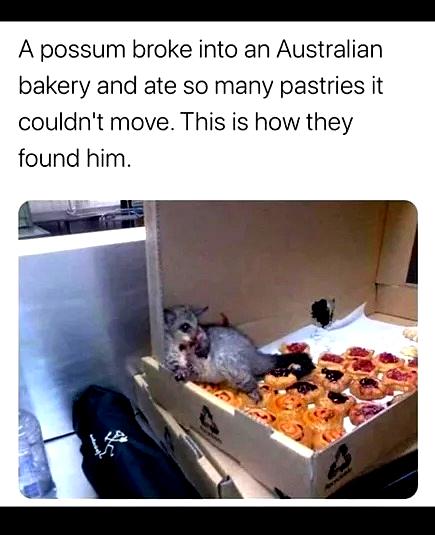 A possum broke into an Australian
bakery and ate so many pastries it
couldn't move. This is how they
found him.